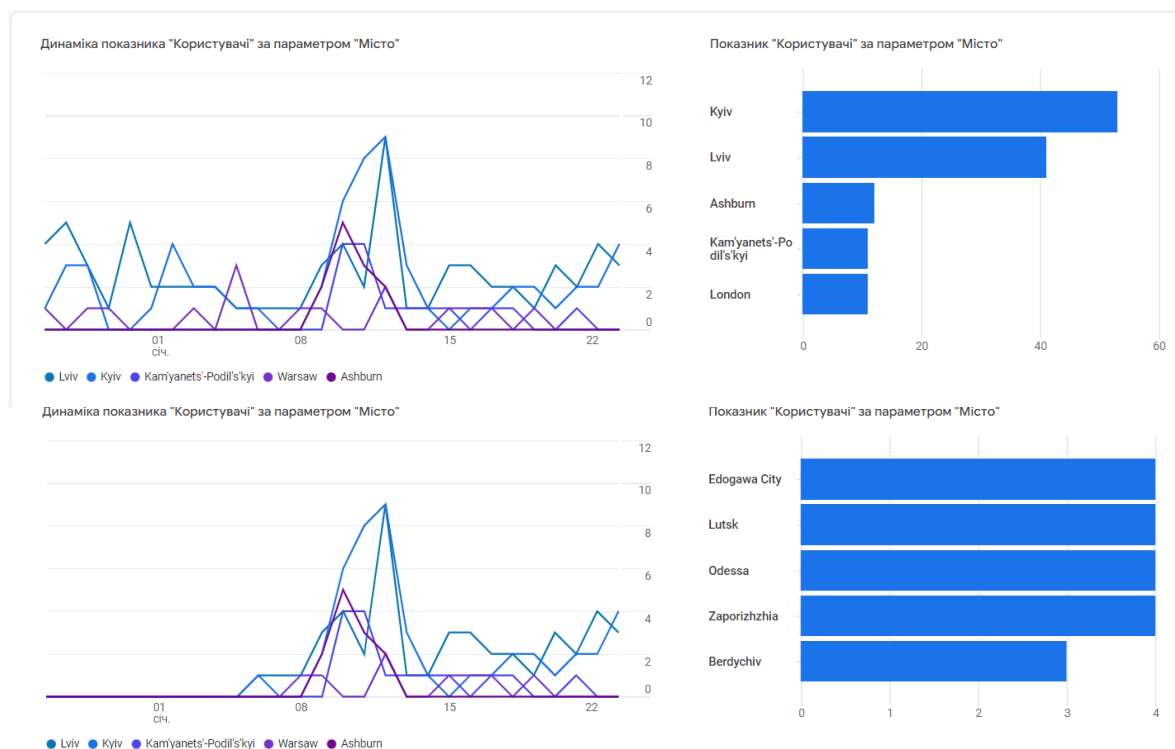 Динаміка показника "Користувачі" за параметром "Місто"
12
10
8
6
4
2
0
01
січ.
08
15
22
Lviv Kyiv Kam'yanets'-Podil's'kyi Warsaw Ashburn
Показник "Користувачі" за параметром "Місто"
0 20 40 60
Kyiv
Lviv
Ashburn
Kam'yanets'-Po
dil's'kyi
London
0 20 40 60
Динаміка показника "Користувачі" за параметром "Місто"
12
10
8
6
4
2
0
01
січ.
08
15
22
Lviv Kyiv Kam'yanets'-Podil's'kyi Warsaw Ashburn
Показник "Користувачі" за параметром "Місто"
Edogawa City
Lutsk
Odessa
Zaporizhzhia
Berdychiv
0 1 2 3 4